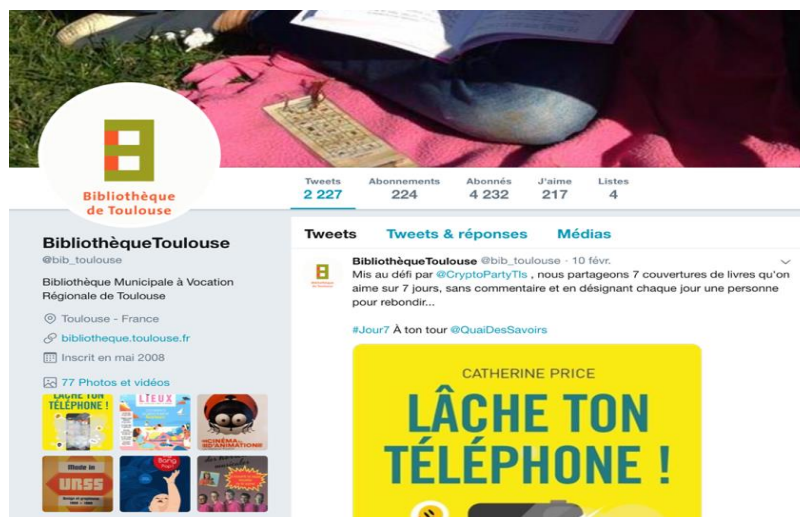 Bibliothèque
de Toulouse
Tweets Abonnements Abonnés J'aime Listes
2 227 224 4 232 217 4
BibliothèqueToulouse
@bib_toulouse
Bibliothèque Municipale à Vocation
Régionale de Toulouse
Toulouse - France
bibliotheque.toulouse.fr
Inscrit en mai 2008
77 Photos et vidéos
LÂCHE TON
TÉLÉPHONE !
LIEUX
CINÉMA
D'ANIMATION
Made in
URSS
Bang
Tweets Tweets & réponses Médias
BibliothèqueToulouse @bib_toulouse · 10 févr.
Mis au défi par @CryptoPartyTls , nous partageons 7 couvertures de livres qu'on
aime sur 7 jours, sans commentaire et en désignant chaque jour une personne
pour rebondir...
#Jour7 À ton tour @QuaiDesSavoirs
CATHERINE PRICE
LÂCHE TON
TÉLÉPHONE !